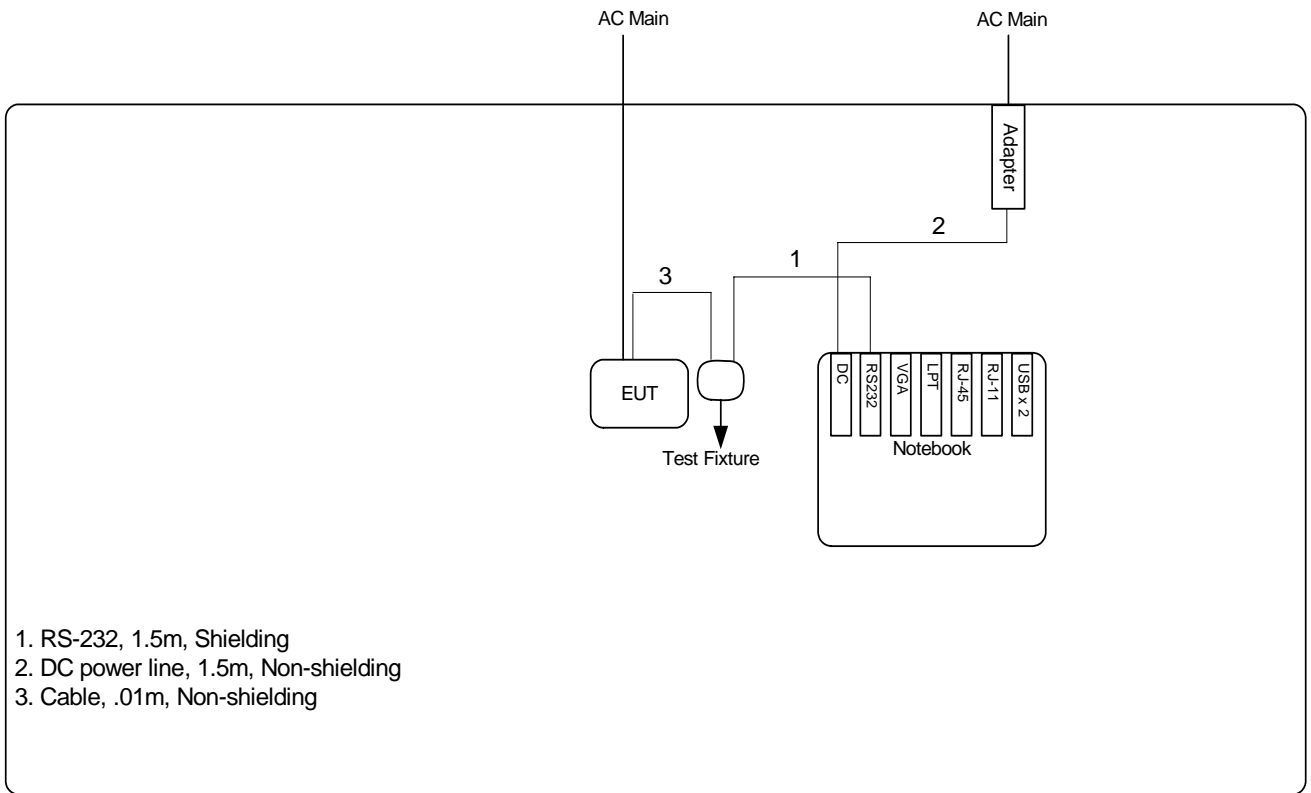 AC Main
AC Main
Adapter
2
1
3
EUT
DC
RS232
VGA
LPT
RJ-45
RJ-11
USB x 2
Notebook
Test Fixture
1. RS-232, 1.5m, Shielding
2. DC power line, 1.5m, Non-shielding
3. Cable, .01m, Non-shielding